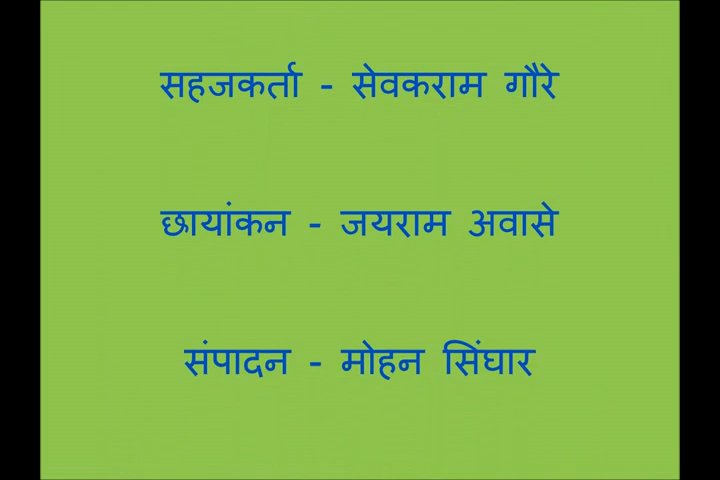 सहजकर्ता - सेवकराम गौरे
छायांकन - जयराम अवासे
संपादन - मोहन सिंघार